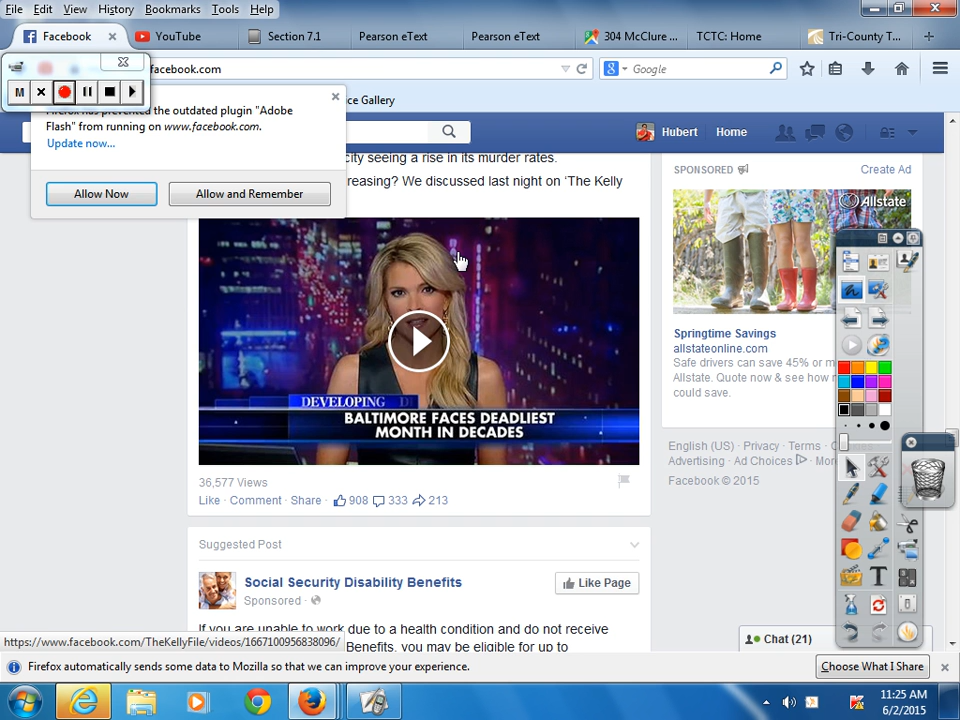 File Edit View History Bookmarks Tools Help
Facebook YouTube Section 7.1 Pearson eText Pearson eText 304 McClure ... TCTC: Home Tri-County T...
facebook.com Google
M
Firefox has prevented the outdated plugin "Adobe
Flash" from running on www.facebook.com.
Update now...
Allow Now Allow and Remember
ce Gallery
Hubert Home
city seeing a rise in its murder rates.
reasing? We discussed last night on 'The Kelly
DEVELOPING
BALTIMORE FACES DEADLIEST
MONTH IN DECADES
36,577 Views
Like · Comment · Share · 908 333 213
Suggested Post
Social Security Disability Benefits
Sponsored ·
Like Page
If you are unable to work due to a health condition and do not receive
Benefits, you may be eligible for up to
SPONSORED Create Ad
Allstate
Springtime Savings
allstateonline.com
Safe drivers can save 45% or m
Allstate. Quote now & see how
could save.
English (US) · Privacy · Terms ·
Advertising · Ad Choices · Mor
Facebook © 2015
T
Chat (21)
https://www.facebook.com/TheKellyFile/videos/1667100956838096/
Firefox automatically sends some data to Mozilla so that we can improve your experience. Choose What I Share
11:25 AM
6/2/2015